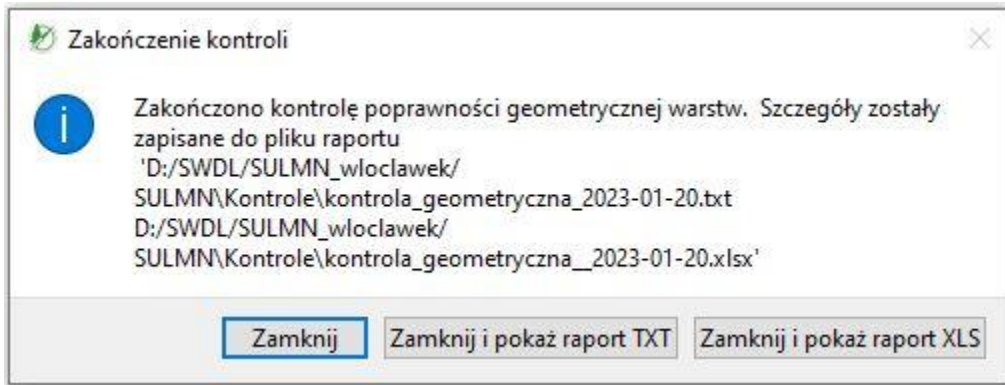 Zakończenie kontroli
Zakończono kontrolę poprawności geometrycznej warstw.  Szczegóły zostały
zapisane do pliku raportu
'D:/SWDL/SULMN_wloclawek/
SULMN\Kontrole\kontrola_geometryczna_2023-01-20.txt
D:/SWDL/SULMN_wloclawek/
SULMN\Kontrole\kontrola_geometryczna__2023-01-20.xlsx'
Zamknij
Zamknij i pokaż raport TXT
Zamknij i pokaż raport XLS